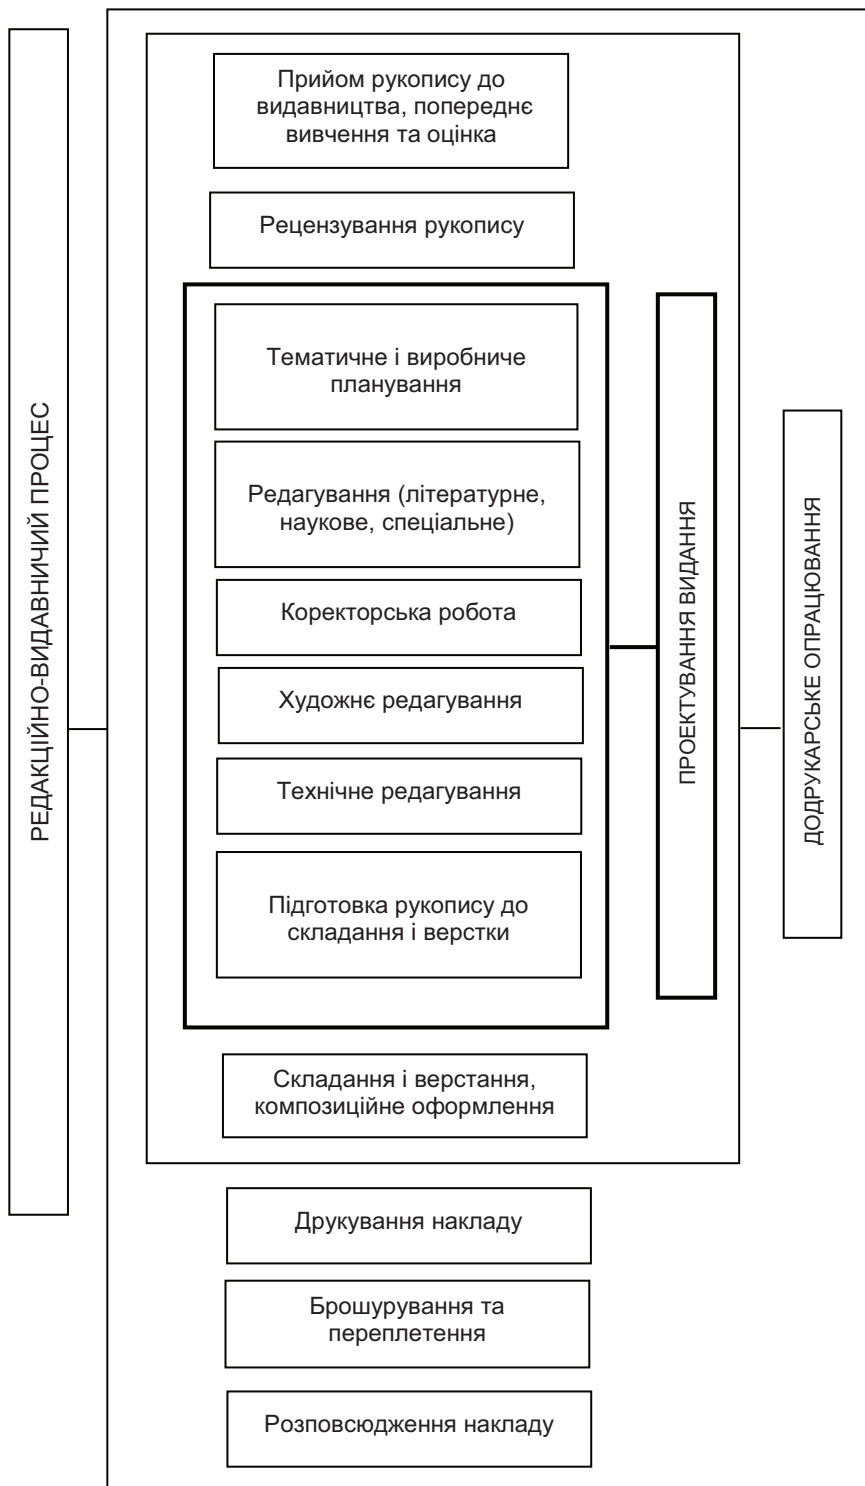 РЕДАКЦІЙНО-ВИДАВНИЧИЙ ПРОЦЕС
Прийом рукопису до
видавництва, попереднє
вивчення та оцінка
Рецензування рукопису
Тематичне і виробниче
планування
Редагування (літературне,
наукове, спеціальне)
Коректорська робота
Художнє редагування
Технічне редагування
Підготовка рукопису до
складання і верстки
ПРОЕКТУВАННЯ ВИДАННЯ
ДОДРУКАРСЬКЕ ОПРАЦЮВАННЯ
Складання і верстання,
композиційне оформлення
Друкування накладу
Брошурування та
переплетення
Розповсюдження накладу